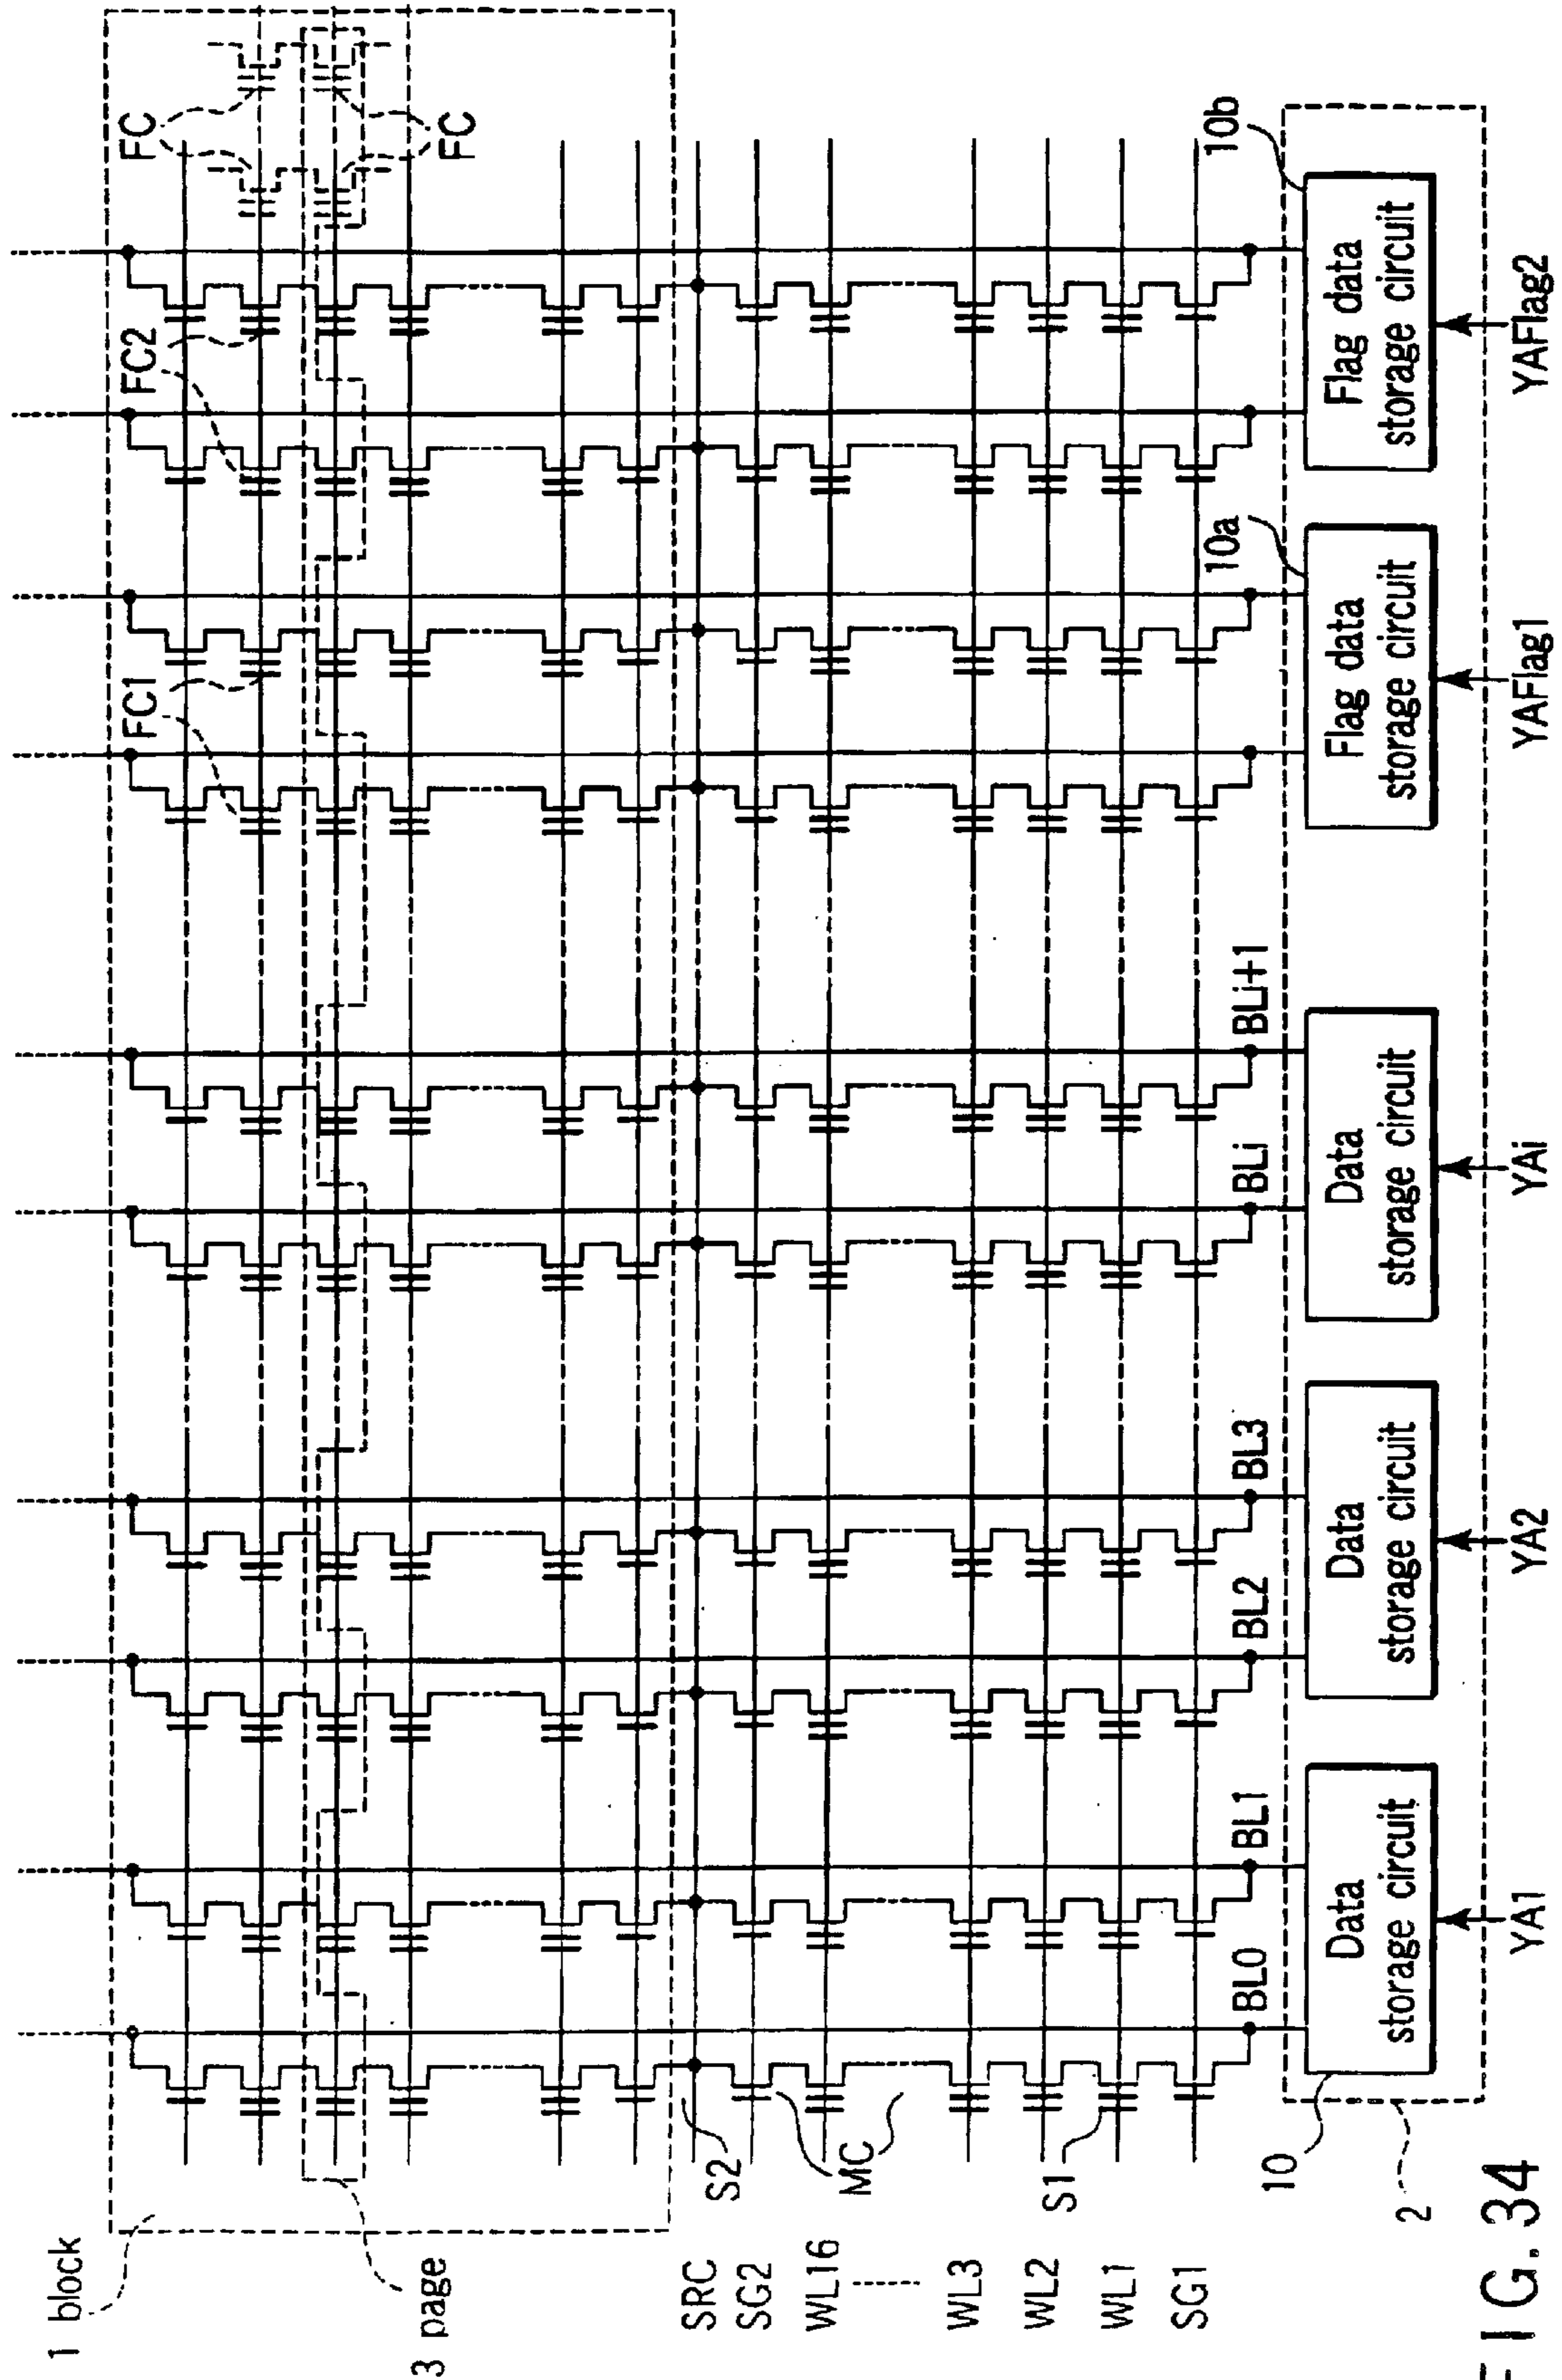 1 block
3 page
FC1
FC2
FC
FC
SRC
SG2
WL16
WL3
WL2
WL1
SG1
S2
MC
S1
BL0
BL1
BL2
BL3
BLi
BLi+1
10
10a
10b
2
Data
storage circuit
Data
storage circuit
Data
storage circuit
Flag data
storage circuit
Flag data
storage circuit
YA1
YA2
YAi
YAFlag1
YAFlag2
FIG. 34